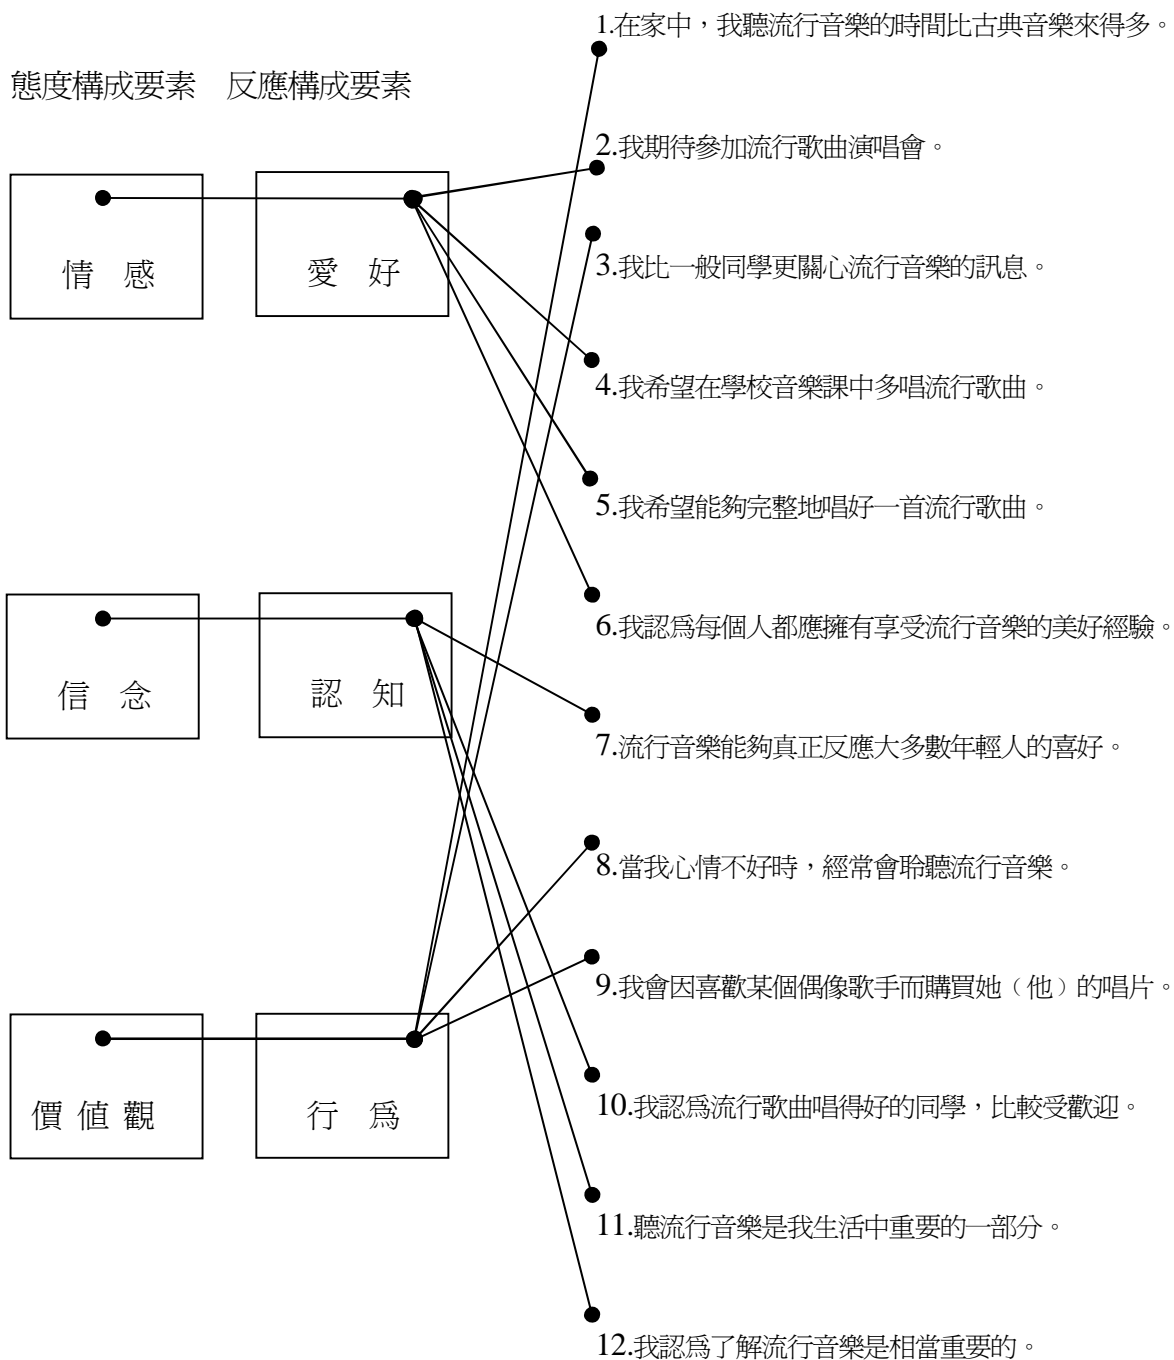 1.在家中，我聽流行音樂的時間比古典音樂來得多。
態度構成要素　反應構成要素
2.我期待參加流行歌曲演唱會。
情　感
愛　好
3.我比一般同學更關心流行音樂的訊息。
4.我希望在學校音樂課中多唱流行歌曲。
5.我希望能夠完整地唱好一首流行歌曲。
6.我認爲每個人都應擁有享受流行音樂的美好經驗。
信　念
認　知
7.流行音樂能夠真正反應大多數年輕人的喜好。
8.當我心情不好時，經常會聆聽流行音樂。
9.我會因喜歡某個偶像歌手而購買她（他）的唱片。
價 值 觀
行　爲
10.我認爲流行歌曲唱得好的同學，比較受歡迎。
11.聽流行音樂是我生活中重要的一部分。
12.我認爲了解流行音樂是相當重要的。